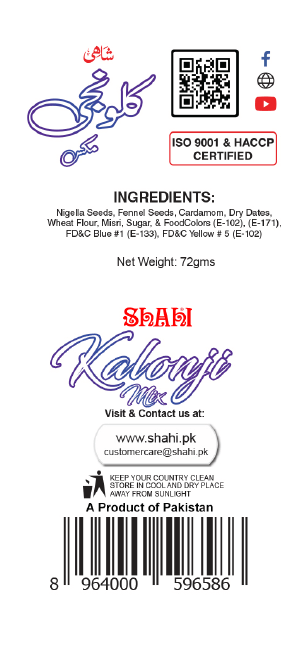 شاهی
کلونجی
مکس
ISO 9001 & HACCP
CERTIFIED
INGREDIENTS:
Nigella Seeds, Fennel Seeds, Cardamom, Dry Dates,
Wheat Flour, Misri, Sugar, & FoodColors (E-102), (E-171),
FD&C Blue #1 (E-133), FD&C Yellow # 5 (E-102)
Net Weight: 72gms
SHAHI
Kalonji
Mix
Visit & Contact us at:
www.shahi.pk
customercare@shahi.pk
KEEP YOUR COUNTRY CLEAN
STORE IN COOL AND DRY PLACE
AWAY FROM SUNLIGHT
A Product of Pakistan
8 964000 596586